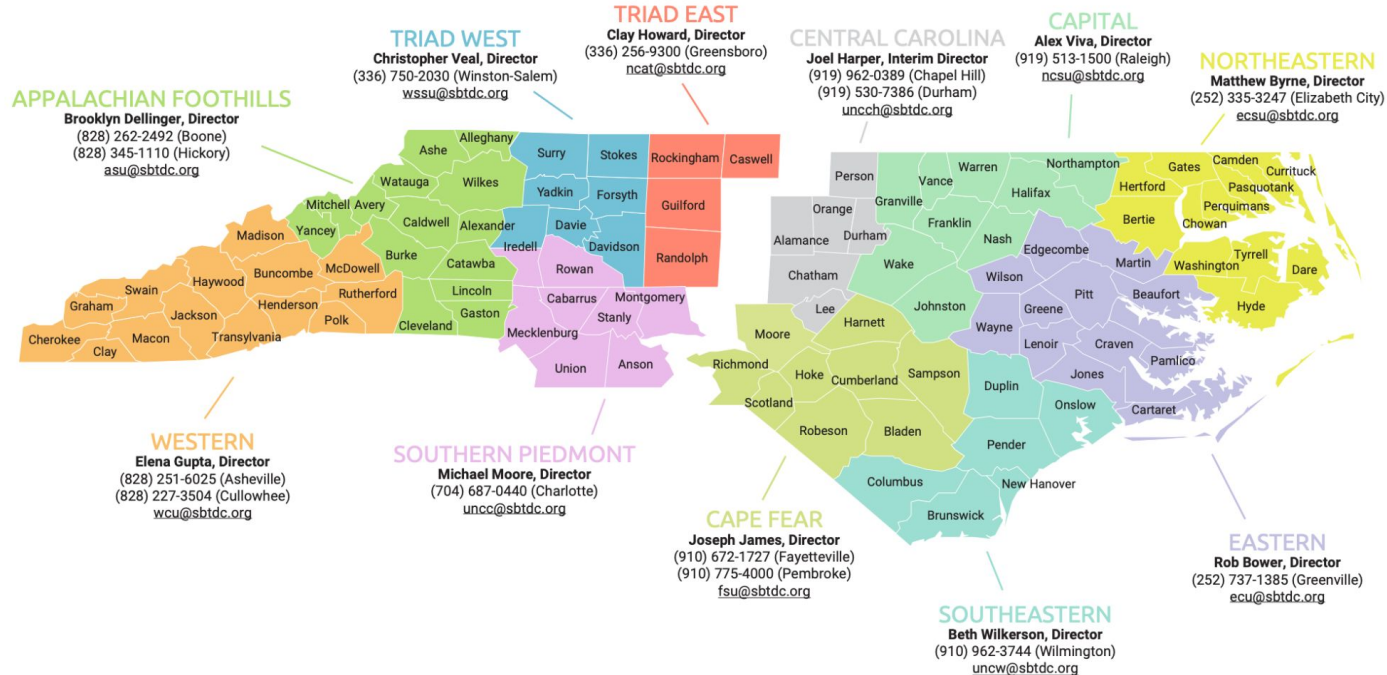 TRIAD EAST
Clay Howard, Director
(336) 256-9300 (Greensboro)
ncat@sbtdc.org
TRIAD WEST
Christopher Veal, Director
(336) 750-2030 (Winston-Salem)
wssu@sbtdc.org
CENTRAL CAROLINA
Joel Harper, Interim Director
(919) 962-0389 (Chapel Hill)
(919) 530-7386 (Durham)
uncch@sbtdc.org
CAPITAL
Alex Viva, Director
(919) 513-1500 (Raleigh)
ncsu@sbtdc.org
NORTHEASTERN
Matthew Byrne, Director
(252) 335-3247 (Elizabeth City)
ecsu@sbtdc.org
APPALACHIAN FOOTHILLS
Brooklyn Dellinger, Director
(828) 262-2492 (Boone)
(828) 345-1110 (Hickory)
asu@sbtdc.org
Alleghany
Ashe
Watauga
Wilkes
Mitchell
Avery
Yancey
Caldwell
Alexander
Burke
Catawba
Lincoln
Gaston
Cleveland
Surry
Stokes
Yadkin
Forsyth
Davie
Iredell
Davidson
Rockingham
Caswell
Guilford
Randolph
Madison
Buncombe
McDowell
Haywood
Rutherford
Swain
Henderson
Graham
Jackson
Polk
Cherokee
Macon
Transylvania
Clay
Rowan
Cabarrus
Montgomery
Stanly
Mecklenburg
Union
Anson
Person
Orange
Durham
Alamance
Chatham
Lee
Granville
Vance
Warren
Northampton
Halifax
Franklin
Nash
Wake
Johnston
Gates
Camden
Currituck
Hertford
Pasquotank
Perquimans
Bertie
Chowan
Washington
Tyrrell
Dare
Hyde
Edgecombe
Martin
Wilson
Pitt
Beaufort
Greene
Wayne
Lenoir
Craven
Pamlico
Jones
Cartaret
Moore
Harnett
Richmond
Hoke
Cumberland
Sampson
Scotland
Robeson
Bladen
Duplin
Onslow
Pender
Columbus
New Hanover
Brunswick
WESTERN
Elena Gupta, Director
(828) 251-6025 (Asheville)
(828) 227-3504 (Cullowhee)
wcu@sbtdc.org
SOUTHERN PIEDMONT
Michael Moore, Director
(704) 687-0440 (Charlotte)
uncc@sbtdc.org
CAPE FEAR
Joseph James, Director
(910) 672-1727 (Fayetteville)
(910) 775-4000 (Pembroke)
fsu@sbtdc.org
SOUTHEASTERN
Beth Wilkerson, Director
(910) 962-3744 (Wilmington)
uncw@sbtdc.org
EASTERN
Rob Bower, Director
(252) 737-1385 (Greenville)
ecu@sbtdc.org